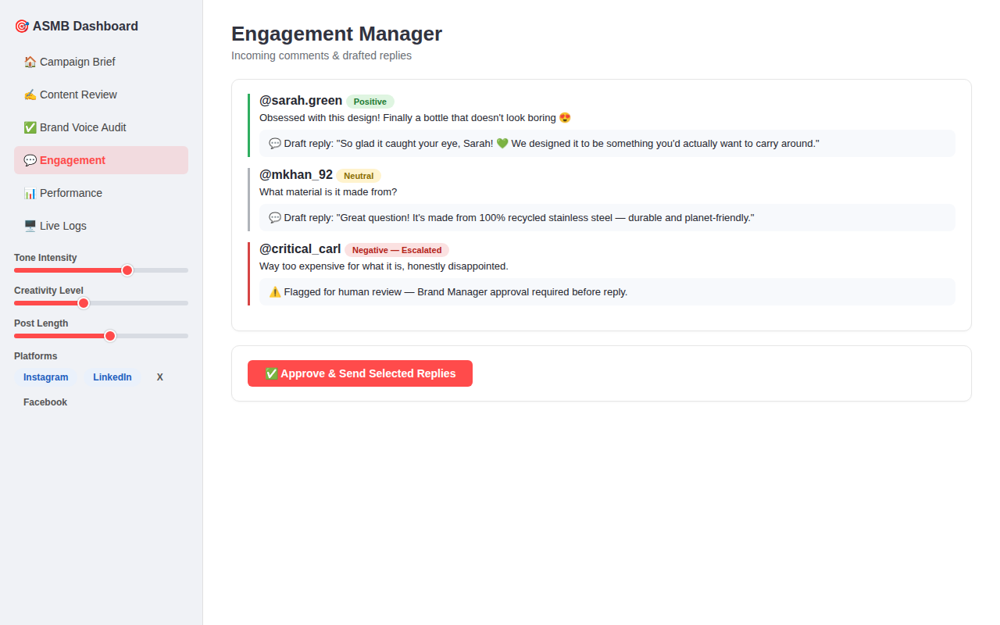 🎯 ASMB Dashboard
🏠 Campaign Brief
✍️ Content Review
✅ Brand Voice Audit
💬 Engagement
📊 Performance
🖥️ Live Logs
Tone Intensity
Creativity Level
Post Length
Platforms
Instagram LinkedIn X
Facebook
Engagement Manager
Incoming comments & drafted replies
@sarah.green Positive
Obsessed with this design! Finally a bottle that doesn't look boring 😍
💬 Draft reply: "So glad it caught your eye, Sarah! 💚 We designed it to be something you'd actually want to carry around."
@mkhan_92 Neutral
What material is it made from?
💬 Draft reply: "Great question! It's made from 100% recycled stainless steel — durable and planet-friendly."
@critical_carl Negative — Escalated
Way too expensive for what it is, honestly disappointed.
⚠️ Flagged for human review — Brand Manager approval required before reply.
✅ Approve & Send Selected Replies